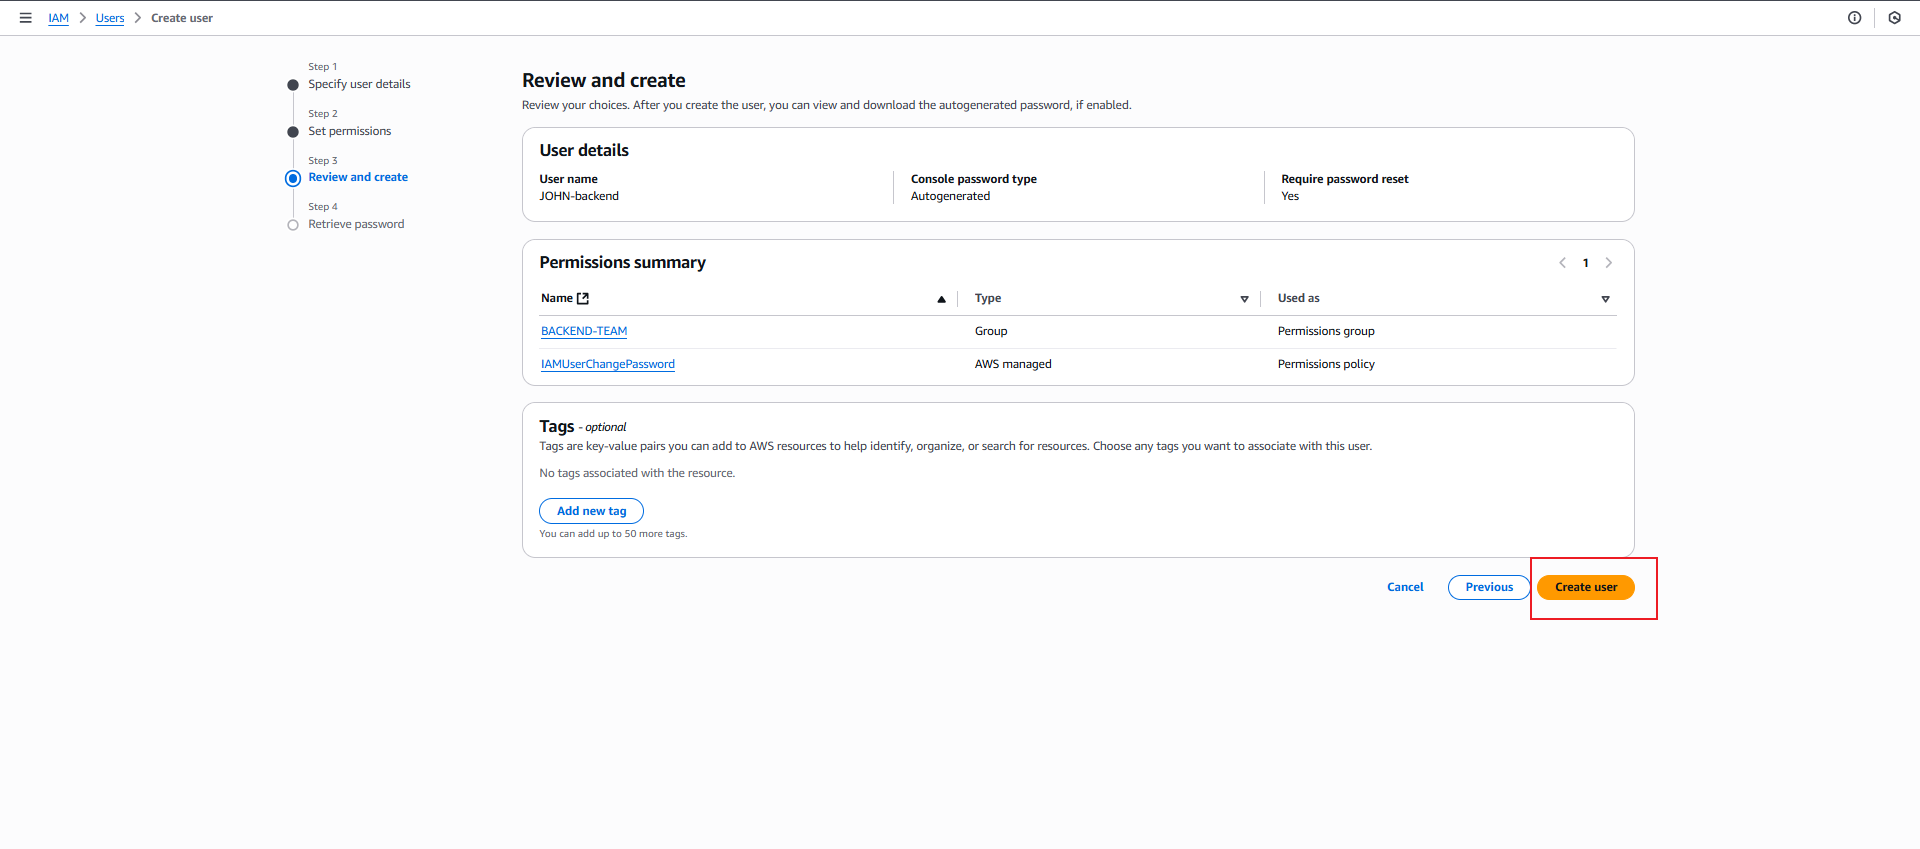 IAM > Users > Create user
Step 1
Specify user details
Step 2
Set permissions
Step 3
Review and create
Step 4
Retrieve password
Review and create
Review your choices. After you create the user, you can view and download the autogenerated password, if enabled.
User details
User name Console password type Require password reset
JOHN-backend Autogenerated Yes
Permissions summary 1
Name Type Used as
BACKEND-TEAM Group Permissions group
IAMUserChangePassword AWS managed Permissions policy
Tags - optional
Tags are key-value pairs you can add to AWS resources to help identify, organize, or search for resources. Choose any tags you want to associate with this user.
No tags associated with the resource.
Add new tag
You can add up to 50 more tags.
Cancel Previous Create user